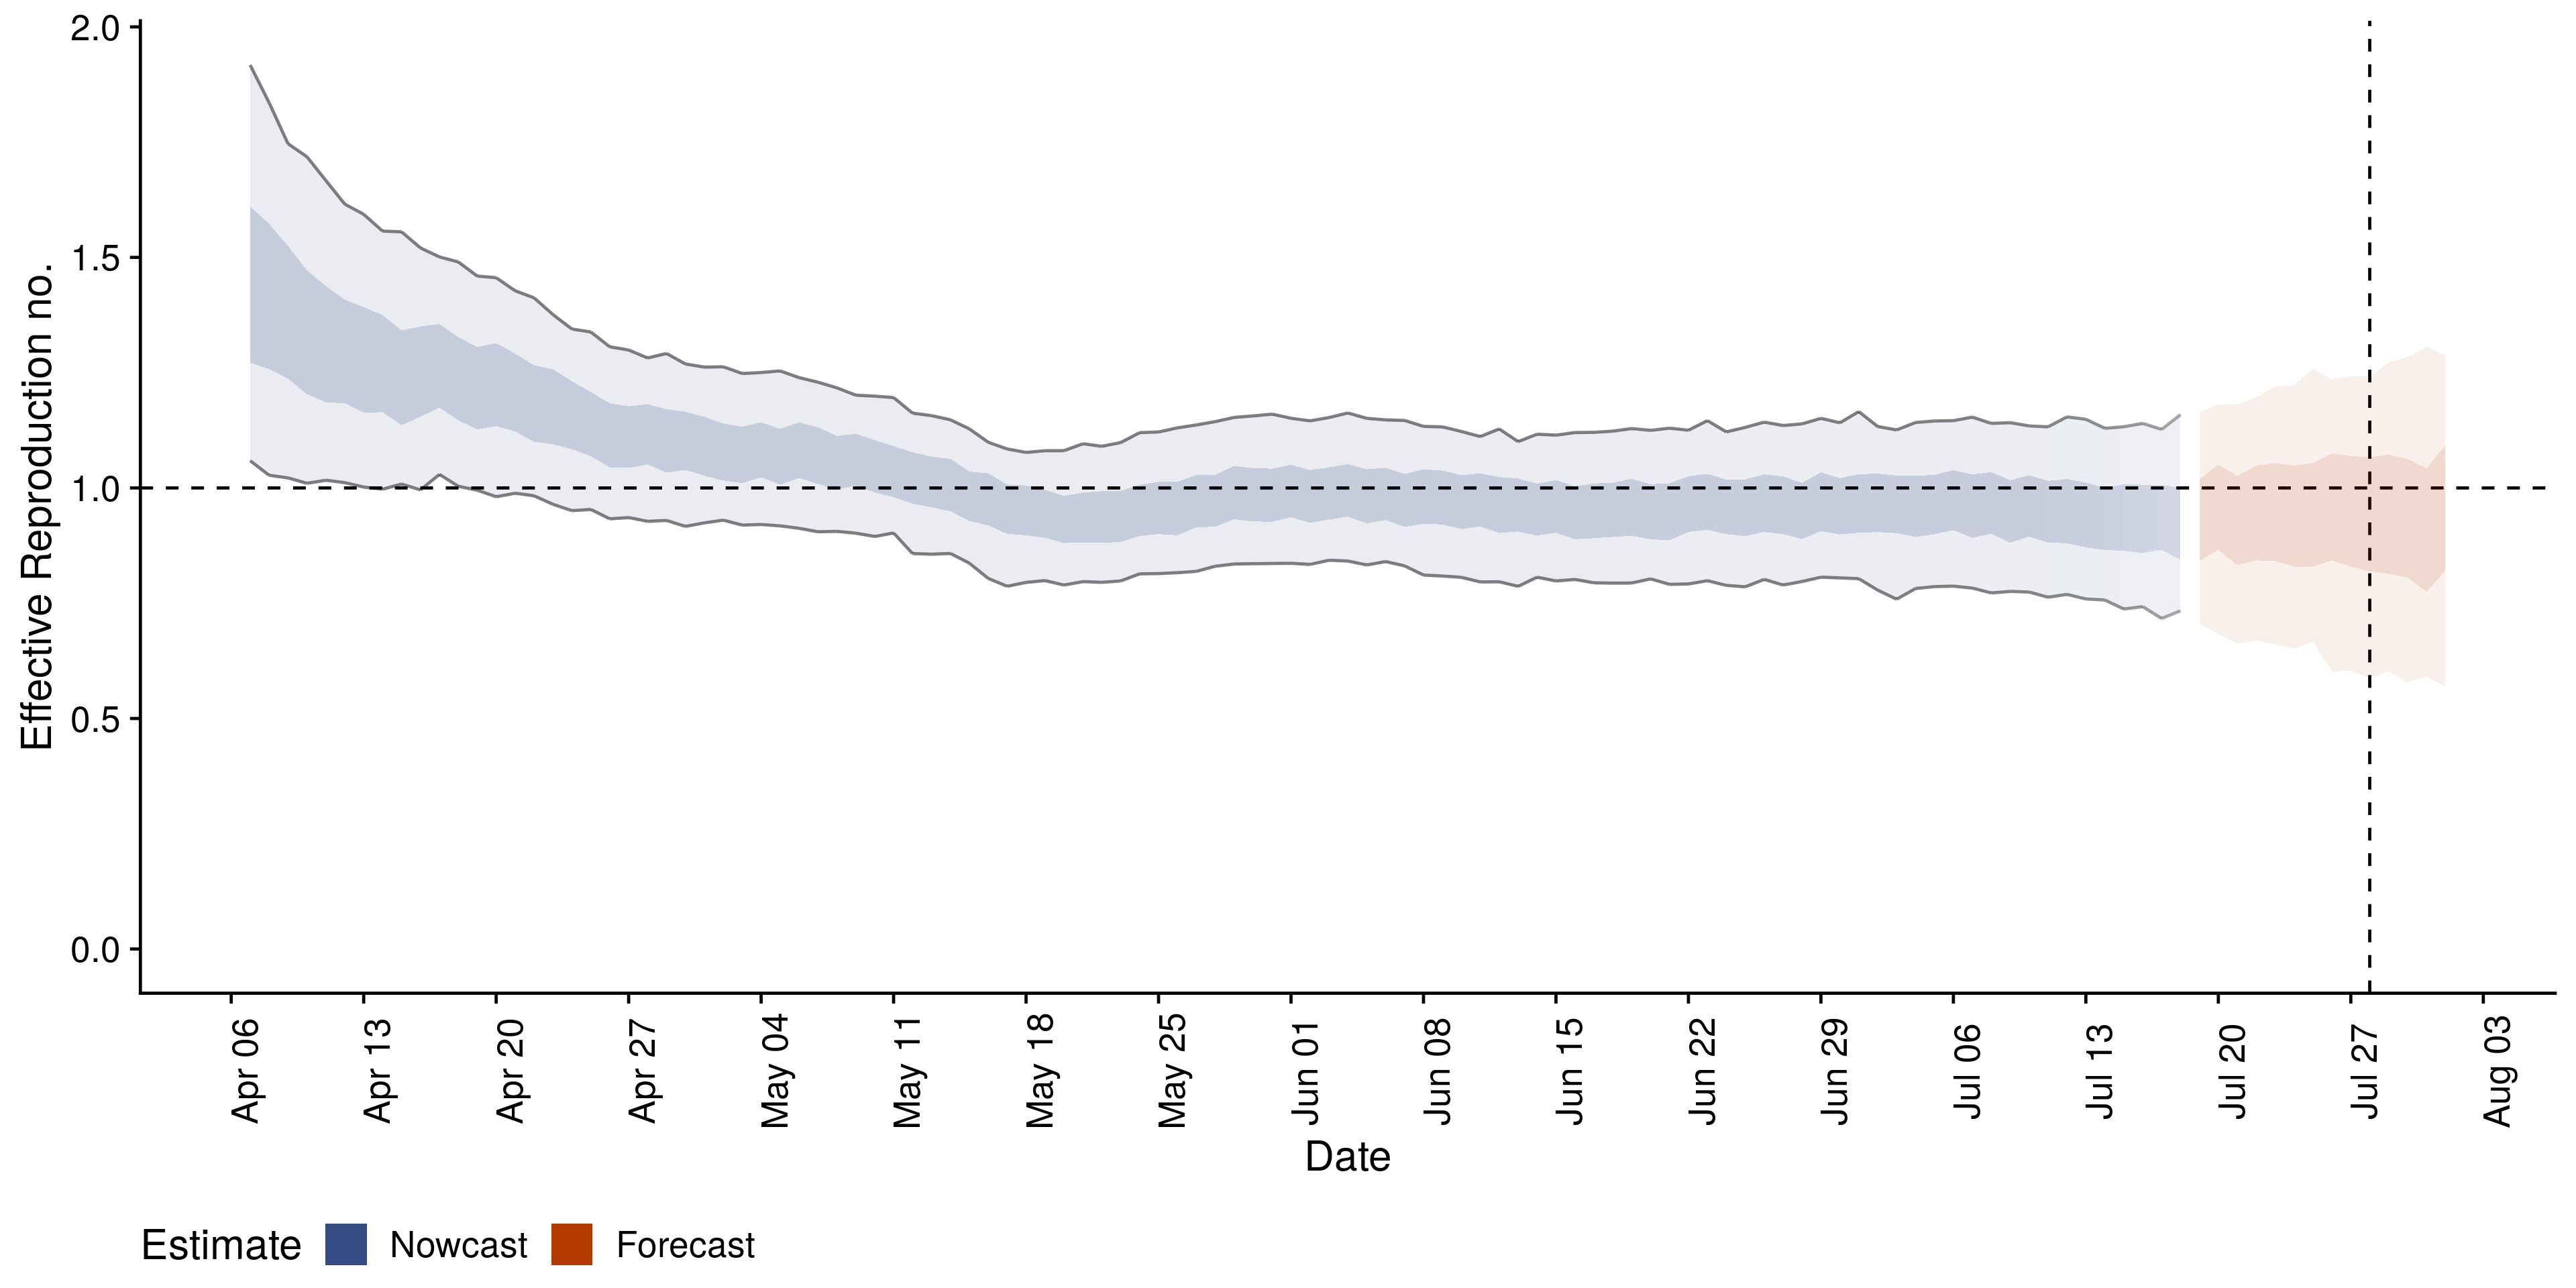 Effective Reproduction no.
2.0
1.5
1.0
0.5
0.0
Apr 06
Apr 13
Apr 20
Apr 27
May 04
May 11
May 18
May 25
Jun 01
Jun 08
Jun 15
Jun 22
Jun 29
Jul 06
Jul 13
Jul 20
Jul 27
Aug 03
Date
Estimate Nowcast Forecast